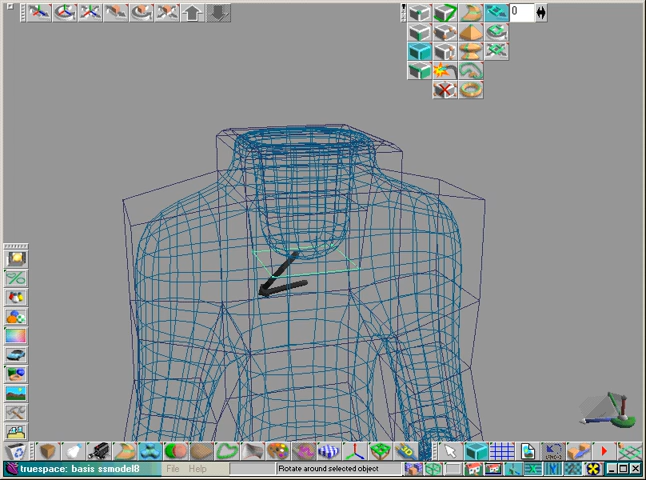 0
truespace: basis ssmodel8
File Help
Rotate around selected object